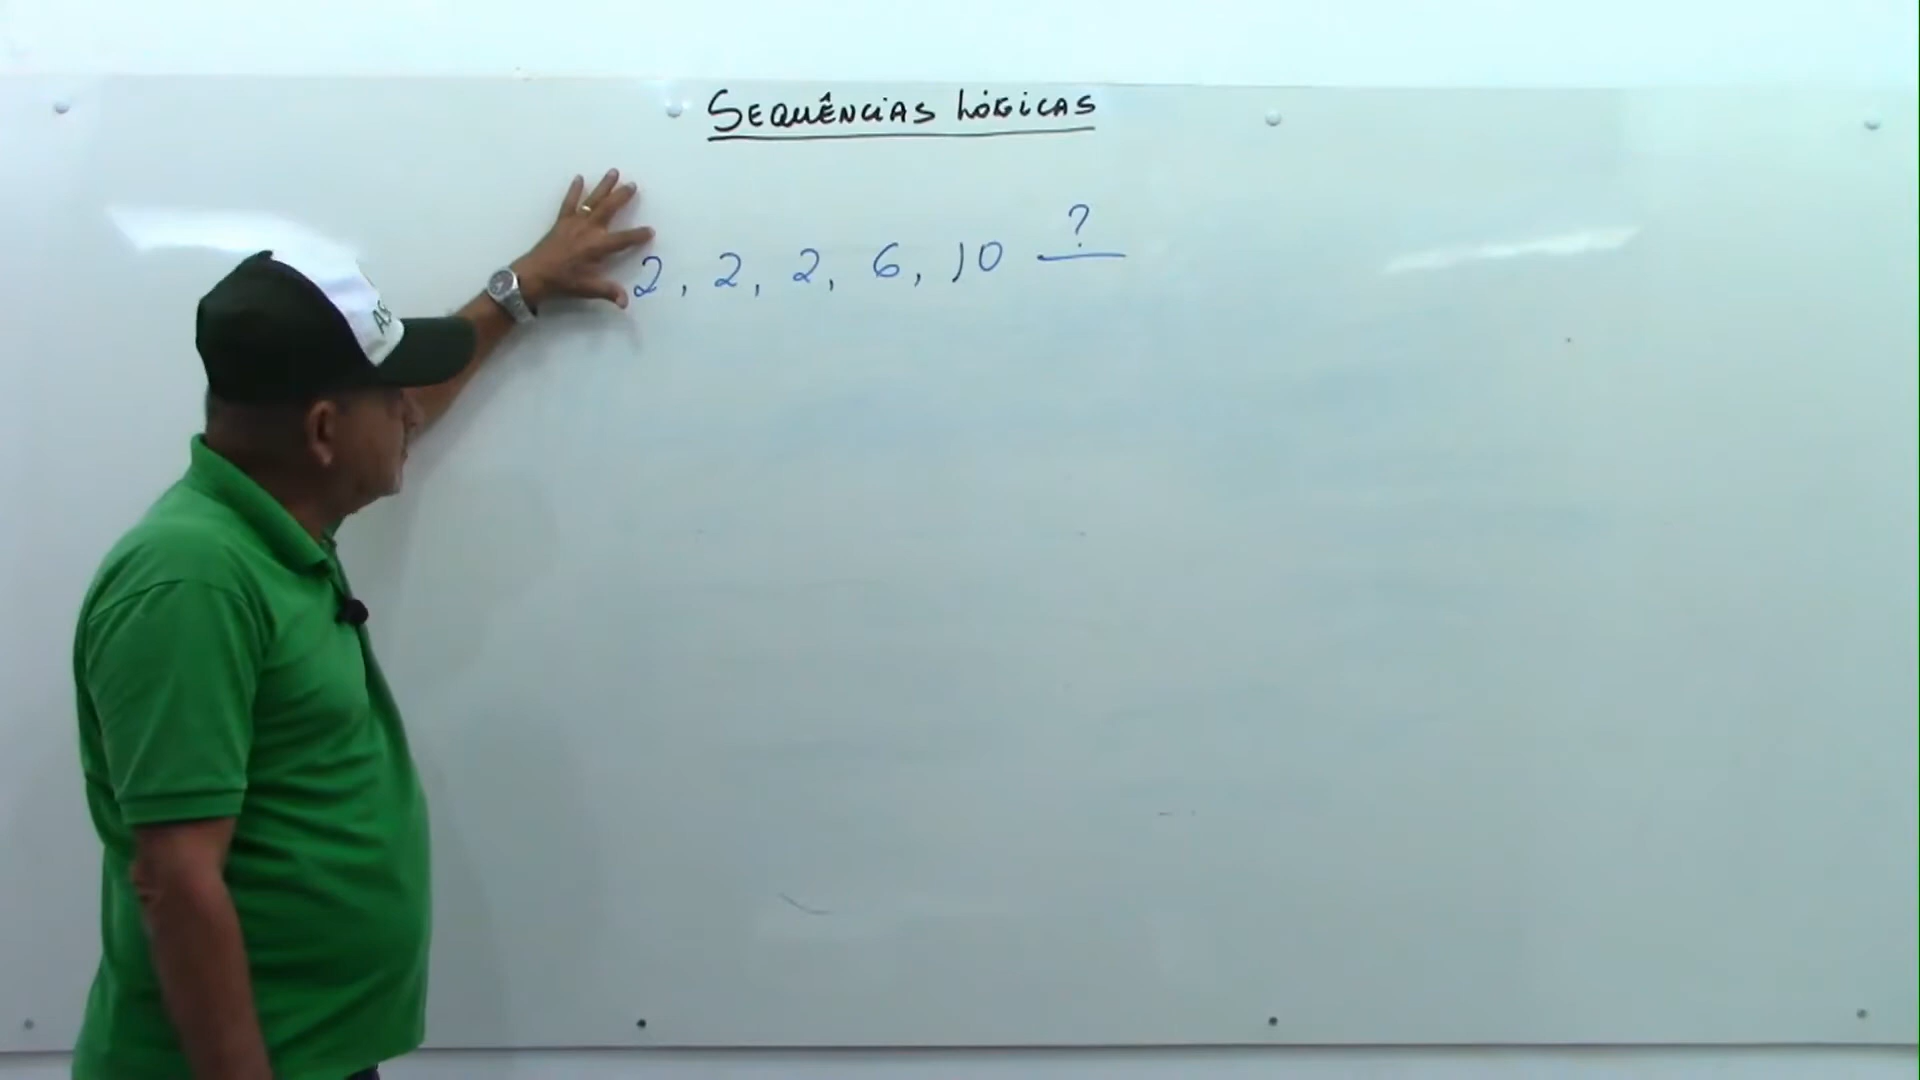 SEQUÊNCIAS LÓGICAS
2, 2, 2, 6, 10 ?